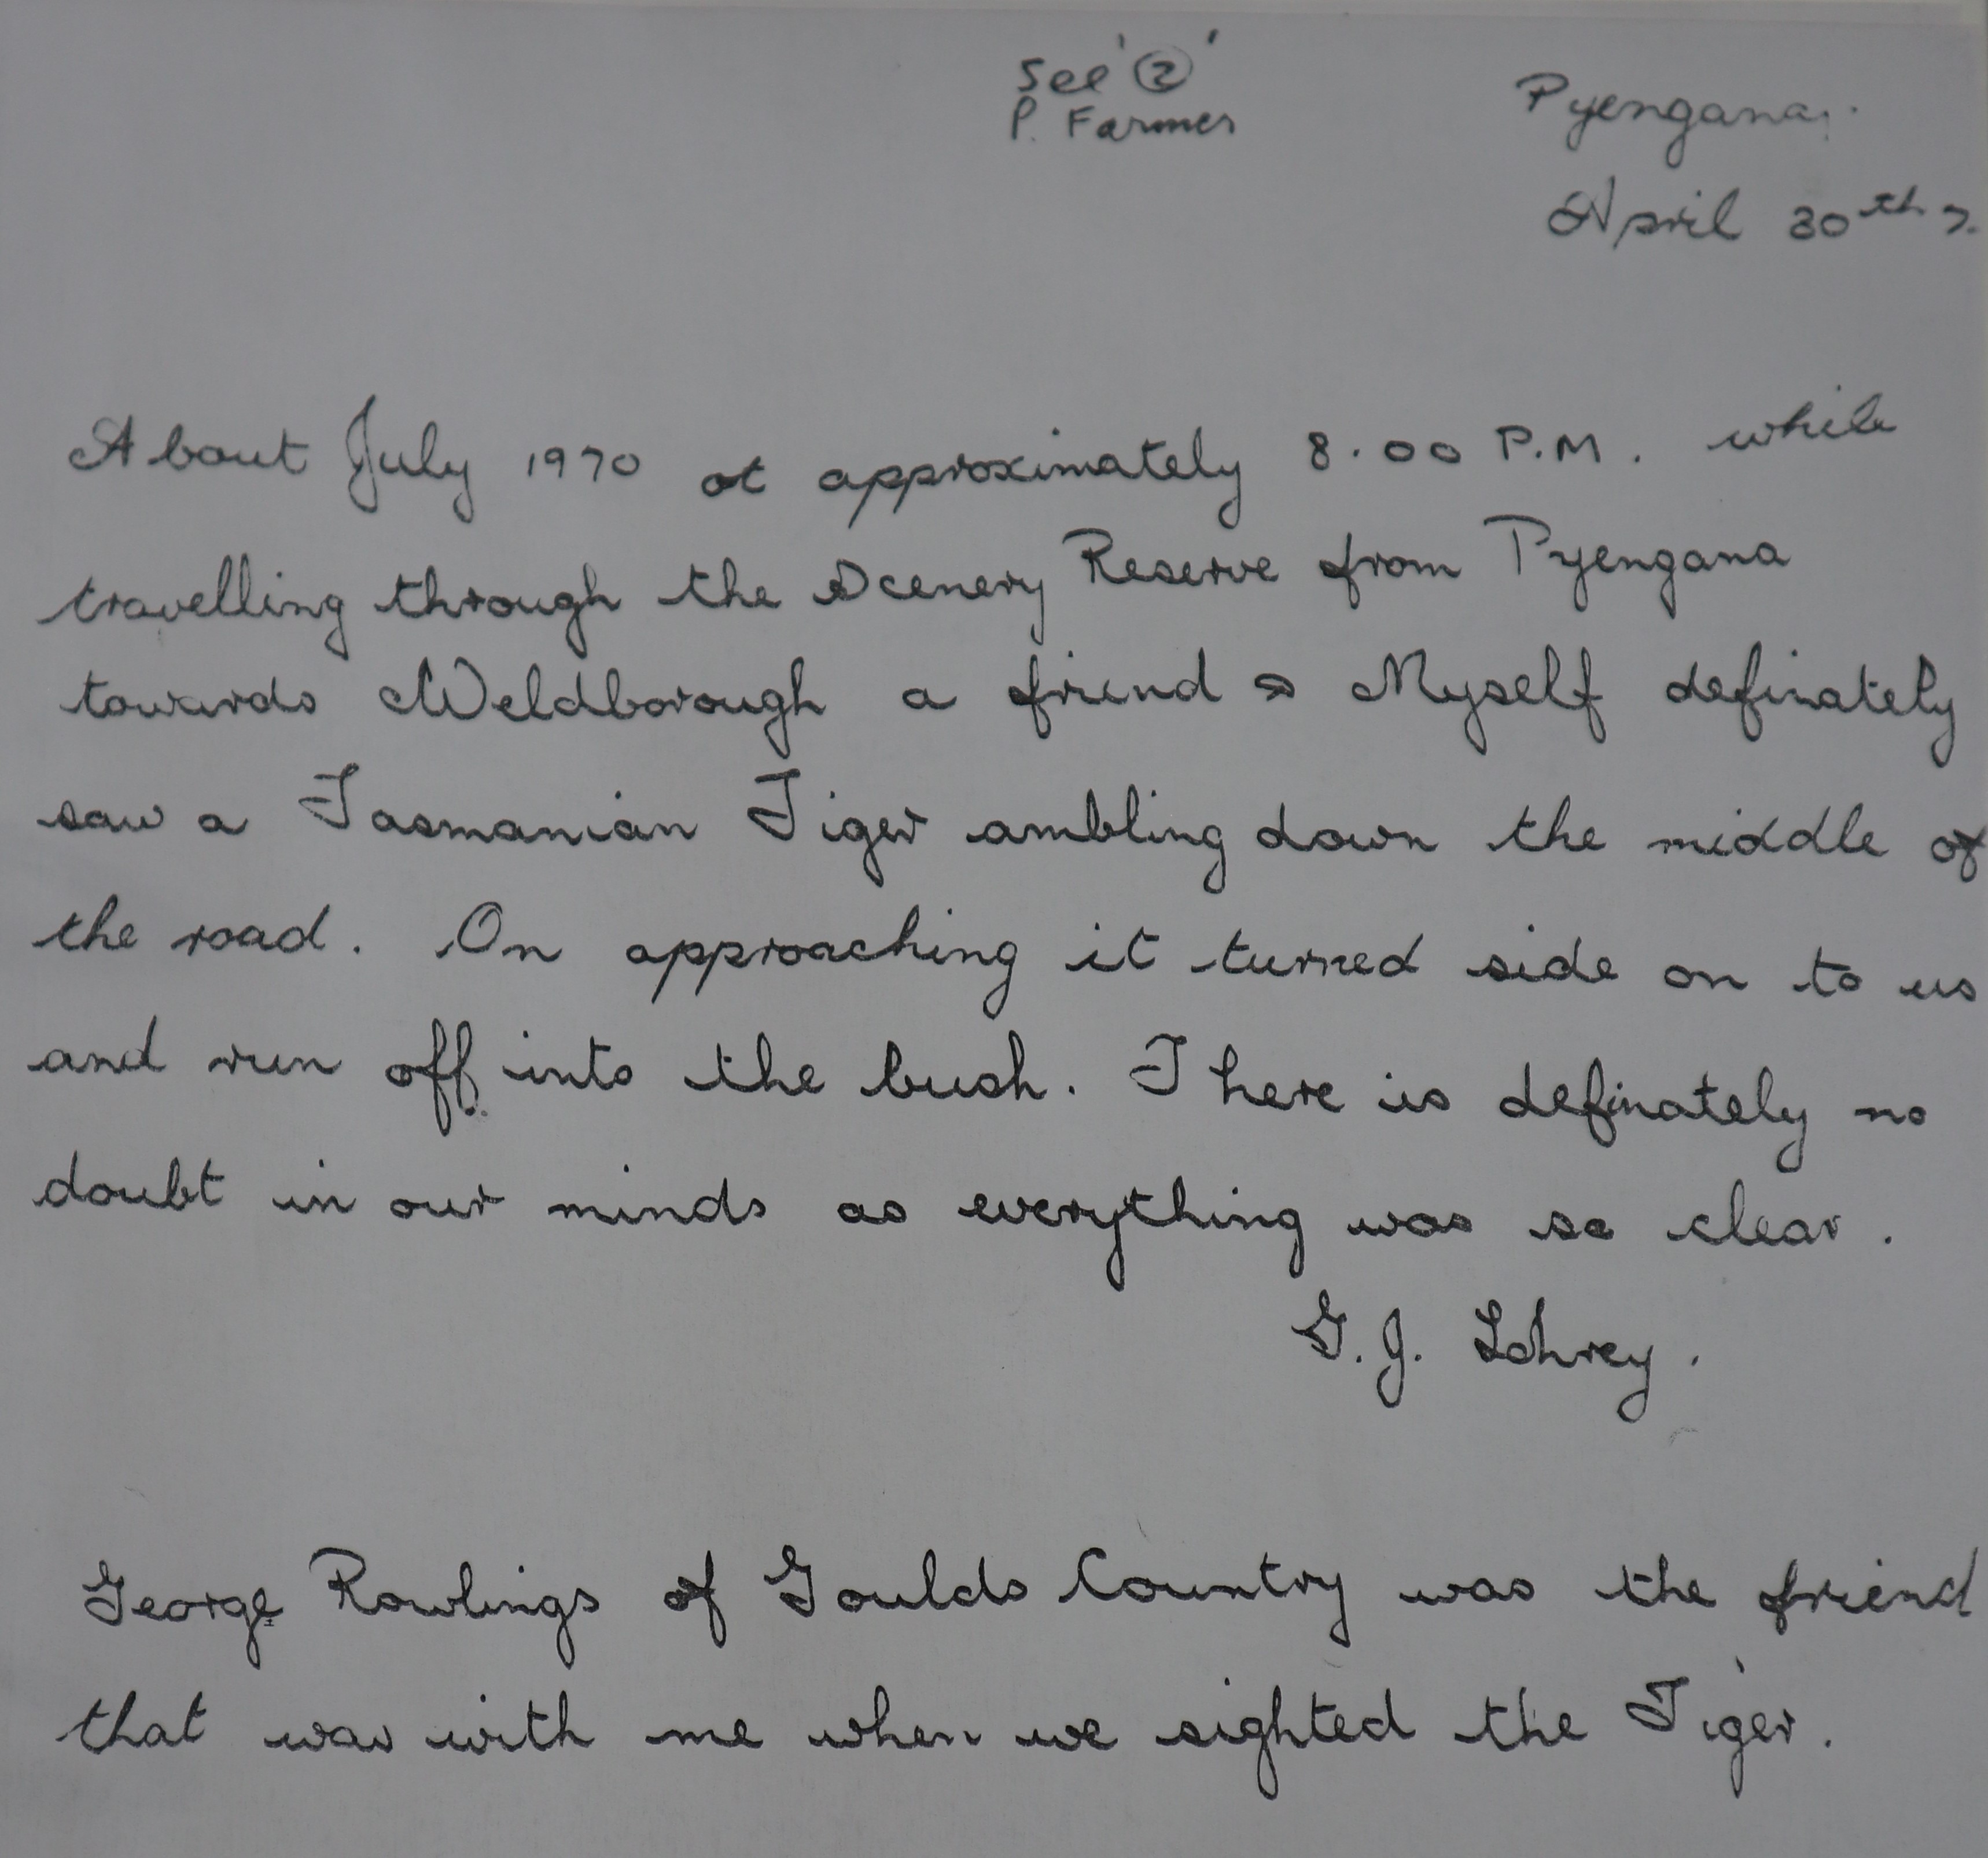 See '②'
P. Farmer
Pyengana.
April 30th 7
About July 1970 at approximately 8.00 P.M. while
travelling through the Scenery Reserve from Pyengana
towards Weldborough a friend & Myself definately
saw a Tasmanian Tiger ambling down the middle of
the road. On approaching it turned side on to us
and run off into the bush. There is definately no
doubt in our minds as everything was so clear.
G.J. Lohrey.
George Rowlings of Goulds Country was the friend
that was with me when we sighted the Tiger.